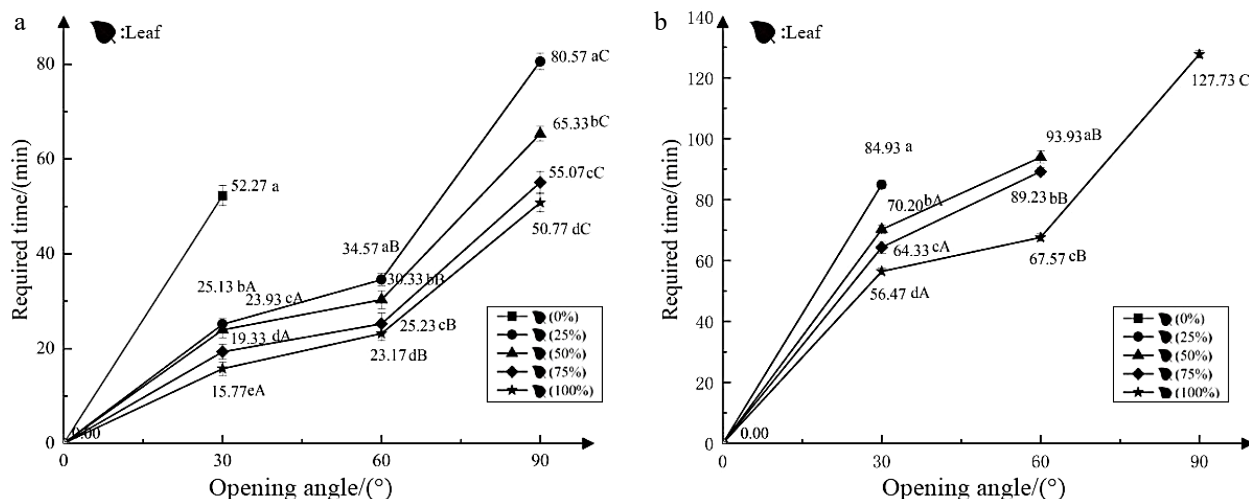 a
:Leaf
Required time/(min)
80
60
40
20
0
80.57 aC
65.33 bC
55.07 cC
50.77 dC
52.27 a
34.57 aB
30.33 bB
25.23 cB
23.17 dB
25.13 bA
23.93 cA
19.33 dA
15.77eA
0.00
(0%)
(25%)
(50%)
(75%)
(100%)
0
30
60
90
Opening angle/(°)
b
:Leaf
Required time/(min)
140
120
100
80
60
40
20
0
127.73 C
84.93 a
93.93 aB
70.20 bA
89.23 bB
64.33 cA
67.57 cB
56.47 dA
0.00
(0%)
(25%)
(50%)
(75%)
(100%)
0
30
60
90
Opening angle/(°)